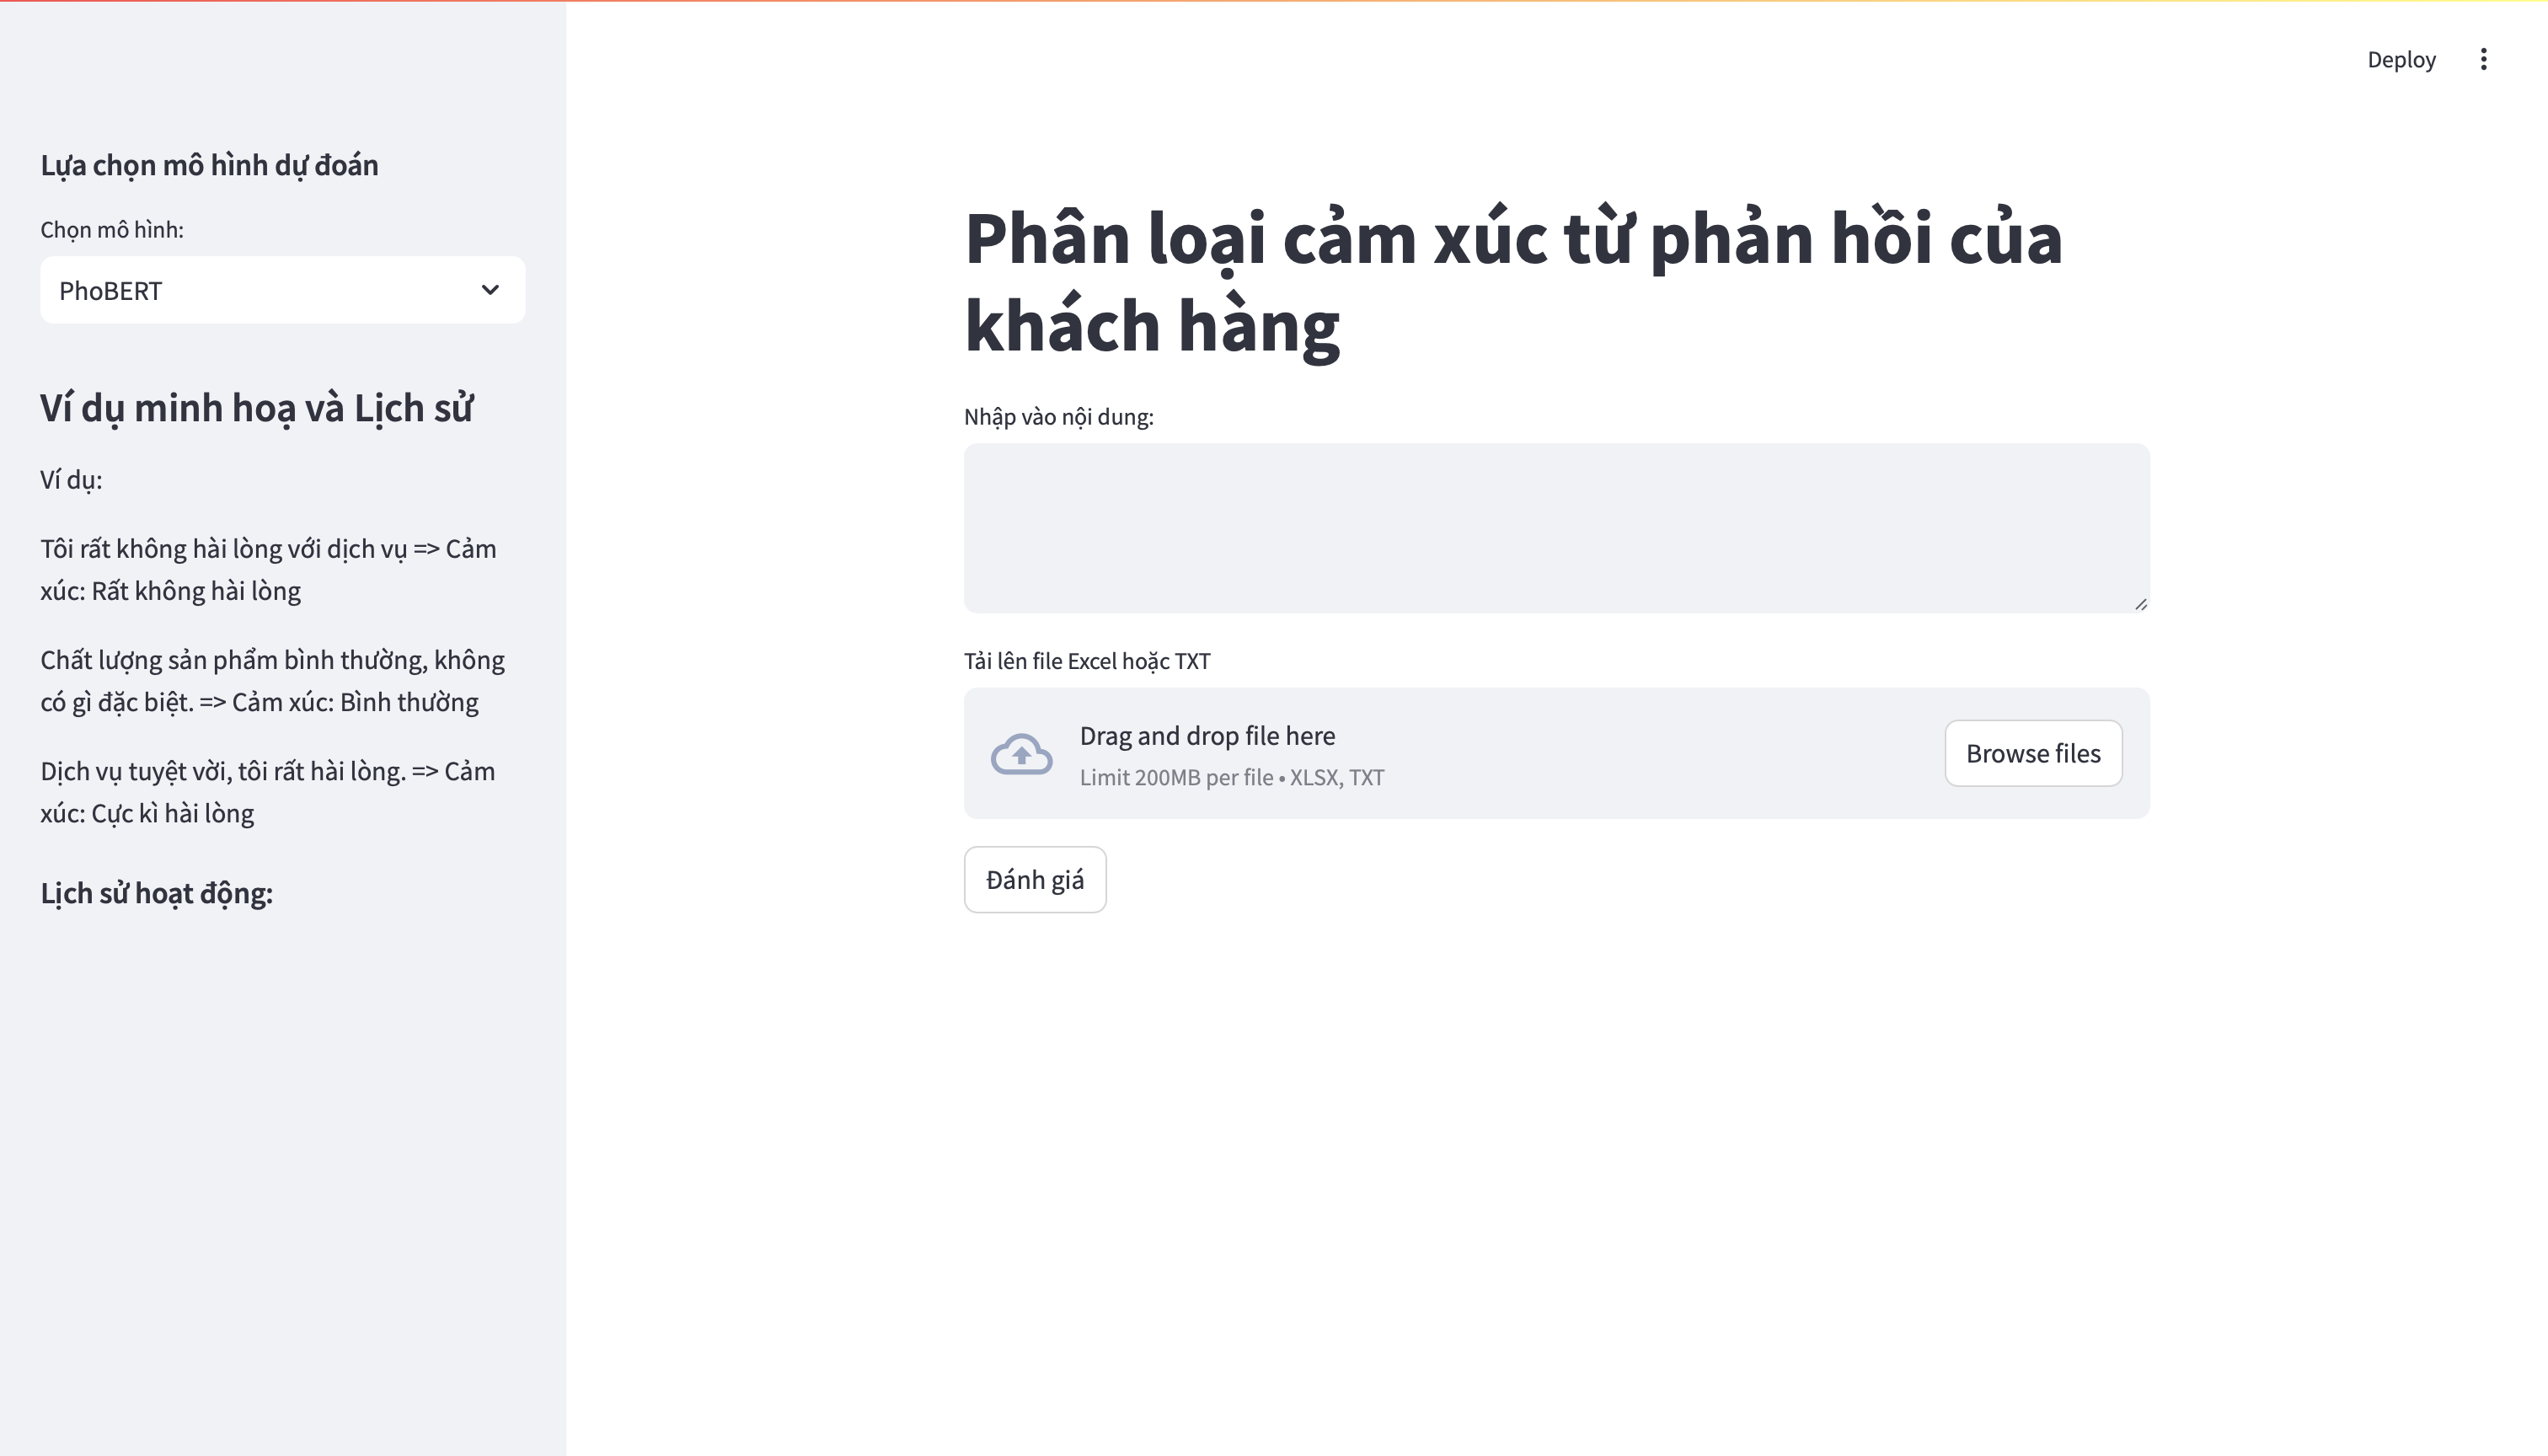 Deploy
Lựa chọn mô hình dự đoán
Chọn mô hình:
PhoBERT
Ví dụ minh hoạ và Lịch sử
Ví dụ:
Tôi rất không hài lòng với dịch vụ => Cảm
xúc: Rất không hài lòng
Chất lượng sản phẩm bình thường, không
có gì đặc biệt. => Cảm xúc: Bình thường
Dịch vụ tuyệt vời, tôi rất hài lòng. => Cảm
xúc: Cực kì hài lòng
Lịch sử hoạt động:
Phân loại cảm xúc từ phản hồi của
khách hàng
Nhập vào nội dung:
Tải lên file Excel hoặc TXT
Drag and drop file here
Limit 200MB per file • XLSX, TXT
Browse files
Đánh giá